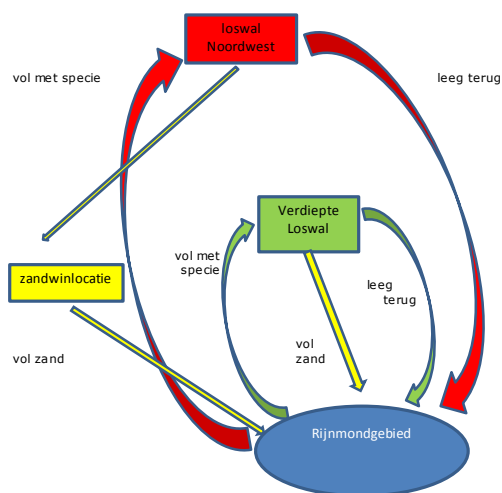 loswal
Noordwest
vol met specie
leeg terug
Verdiepte
Loswal
vol met
specie
zandwinlocatie
leeg
terug
vol
zand
vol zand
Rijnmondgebied